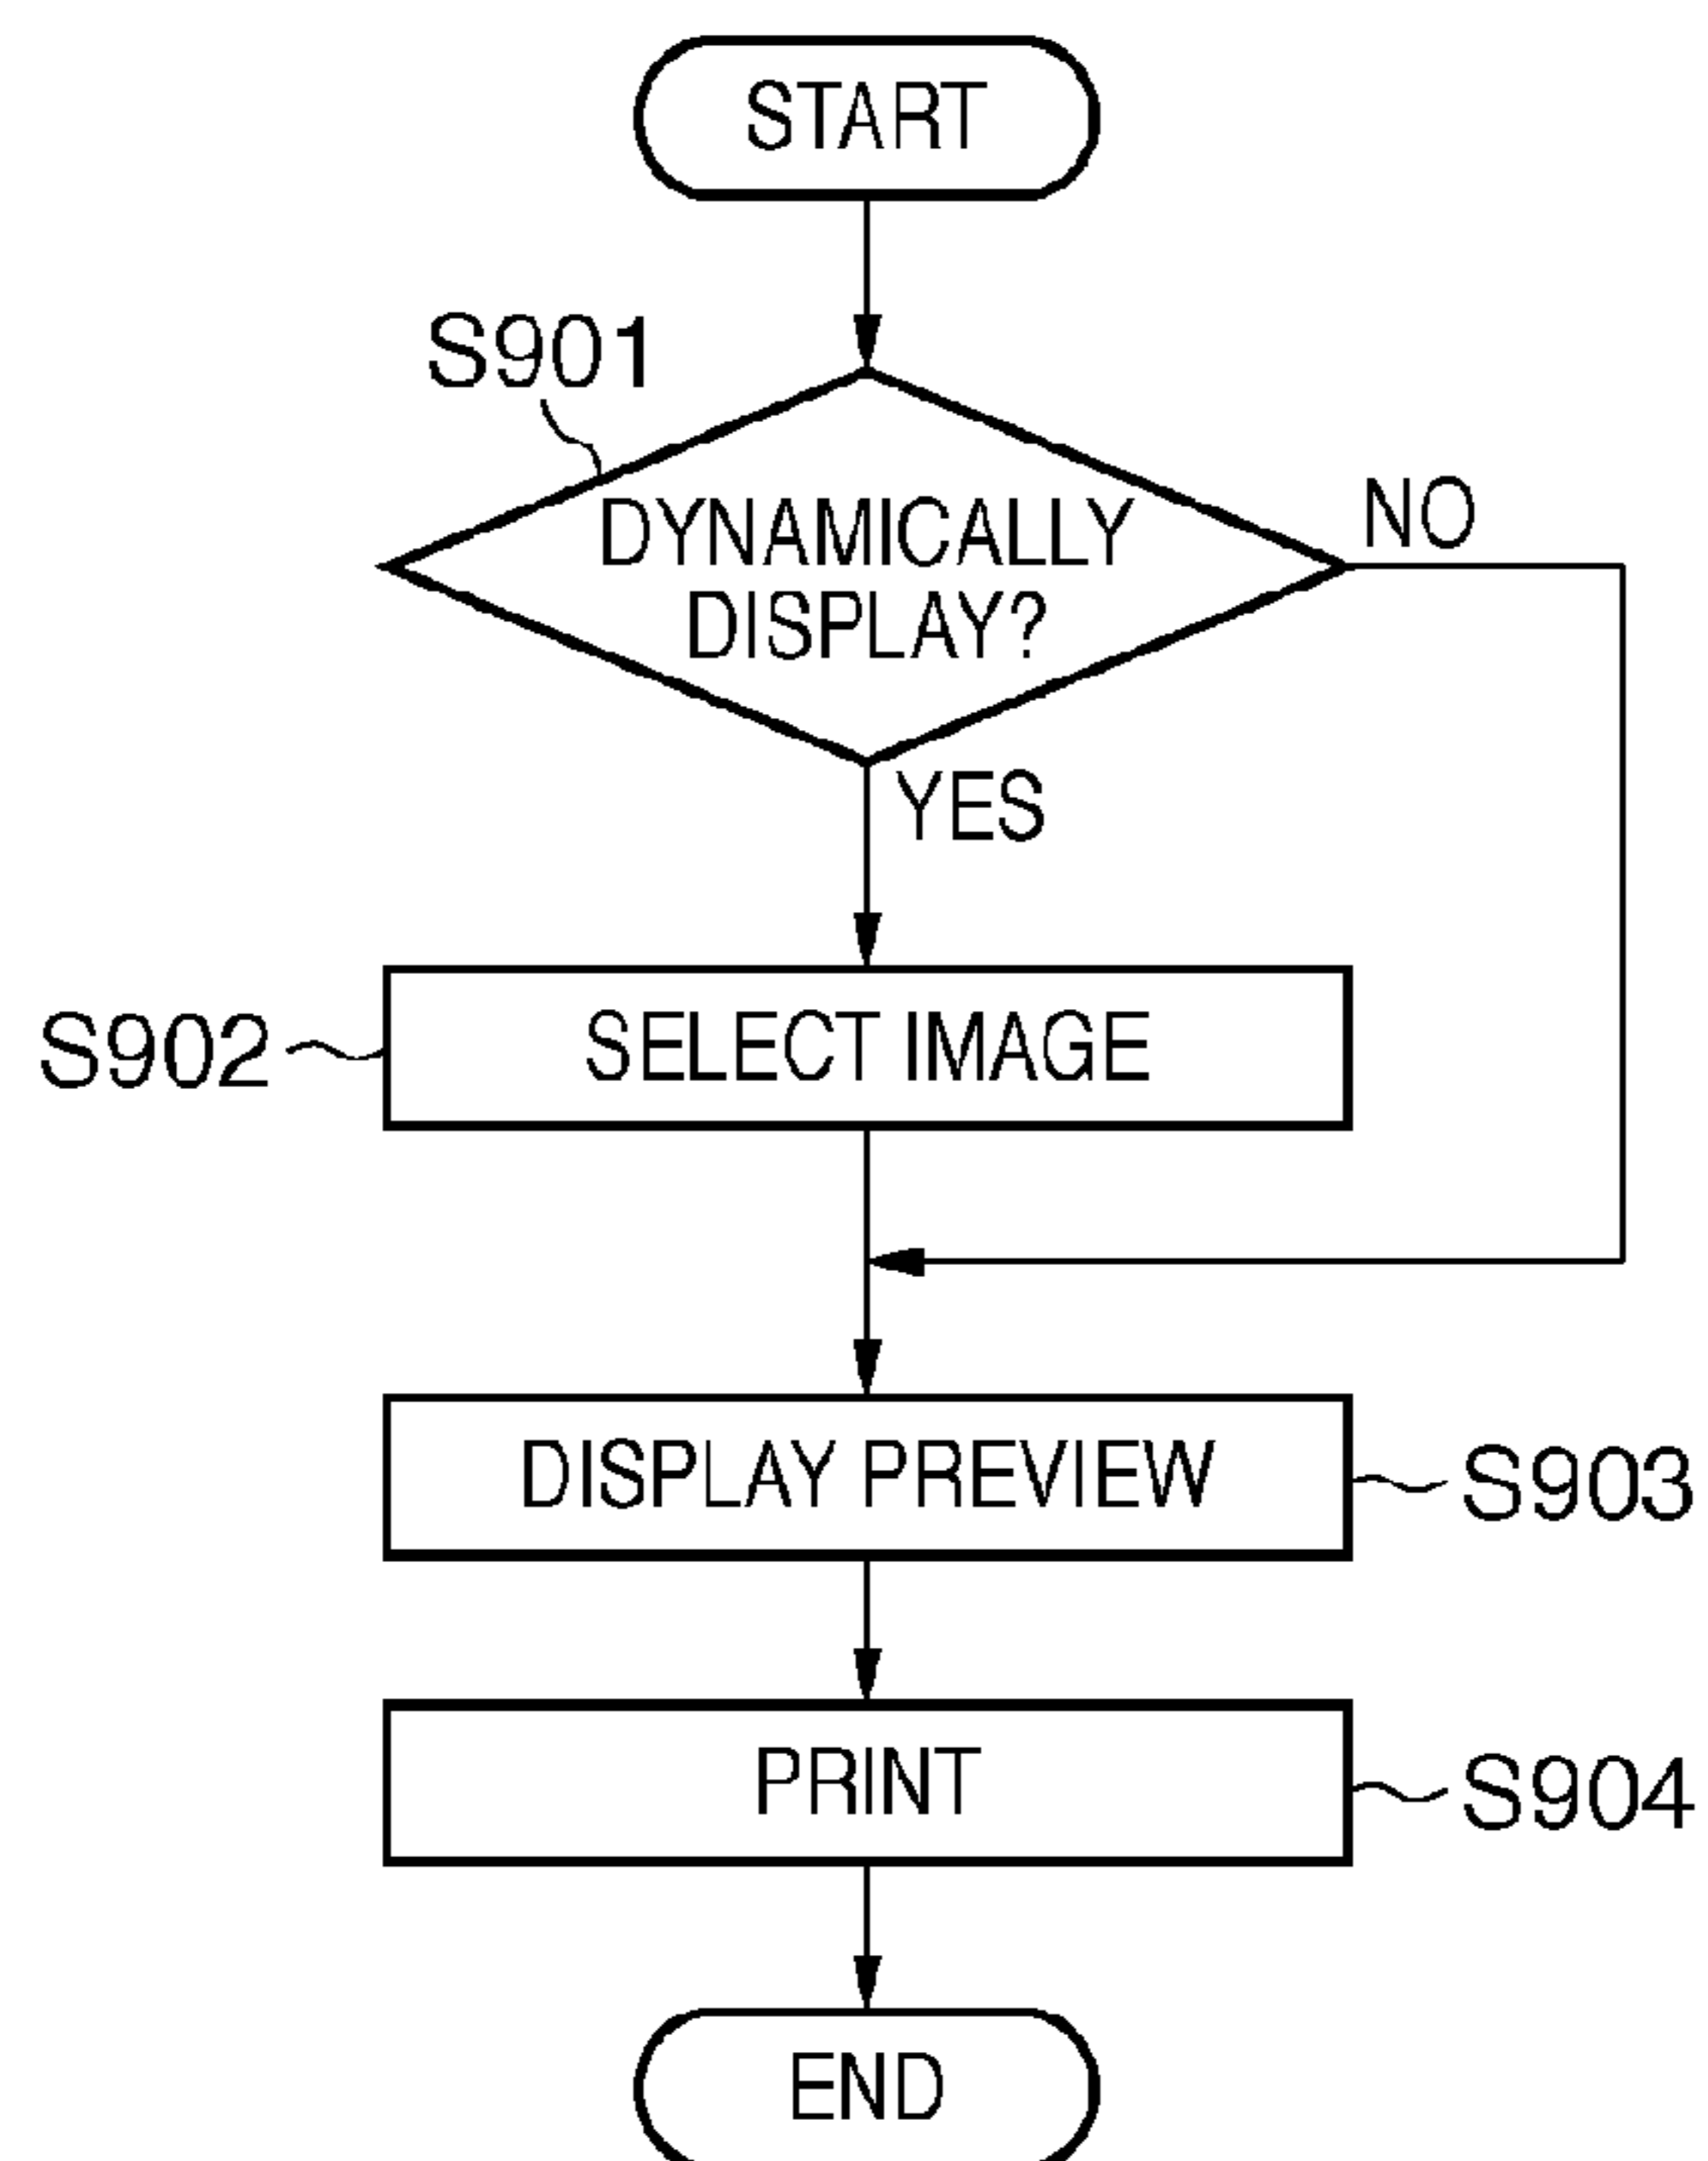 START
S901
DYNAMICALLY
DISPLAY?
NO
YES
S902
SELECT IMAGE
DISPLAY PREVIEW
S903
PRINT
S904
END